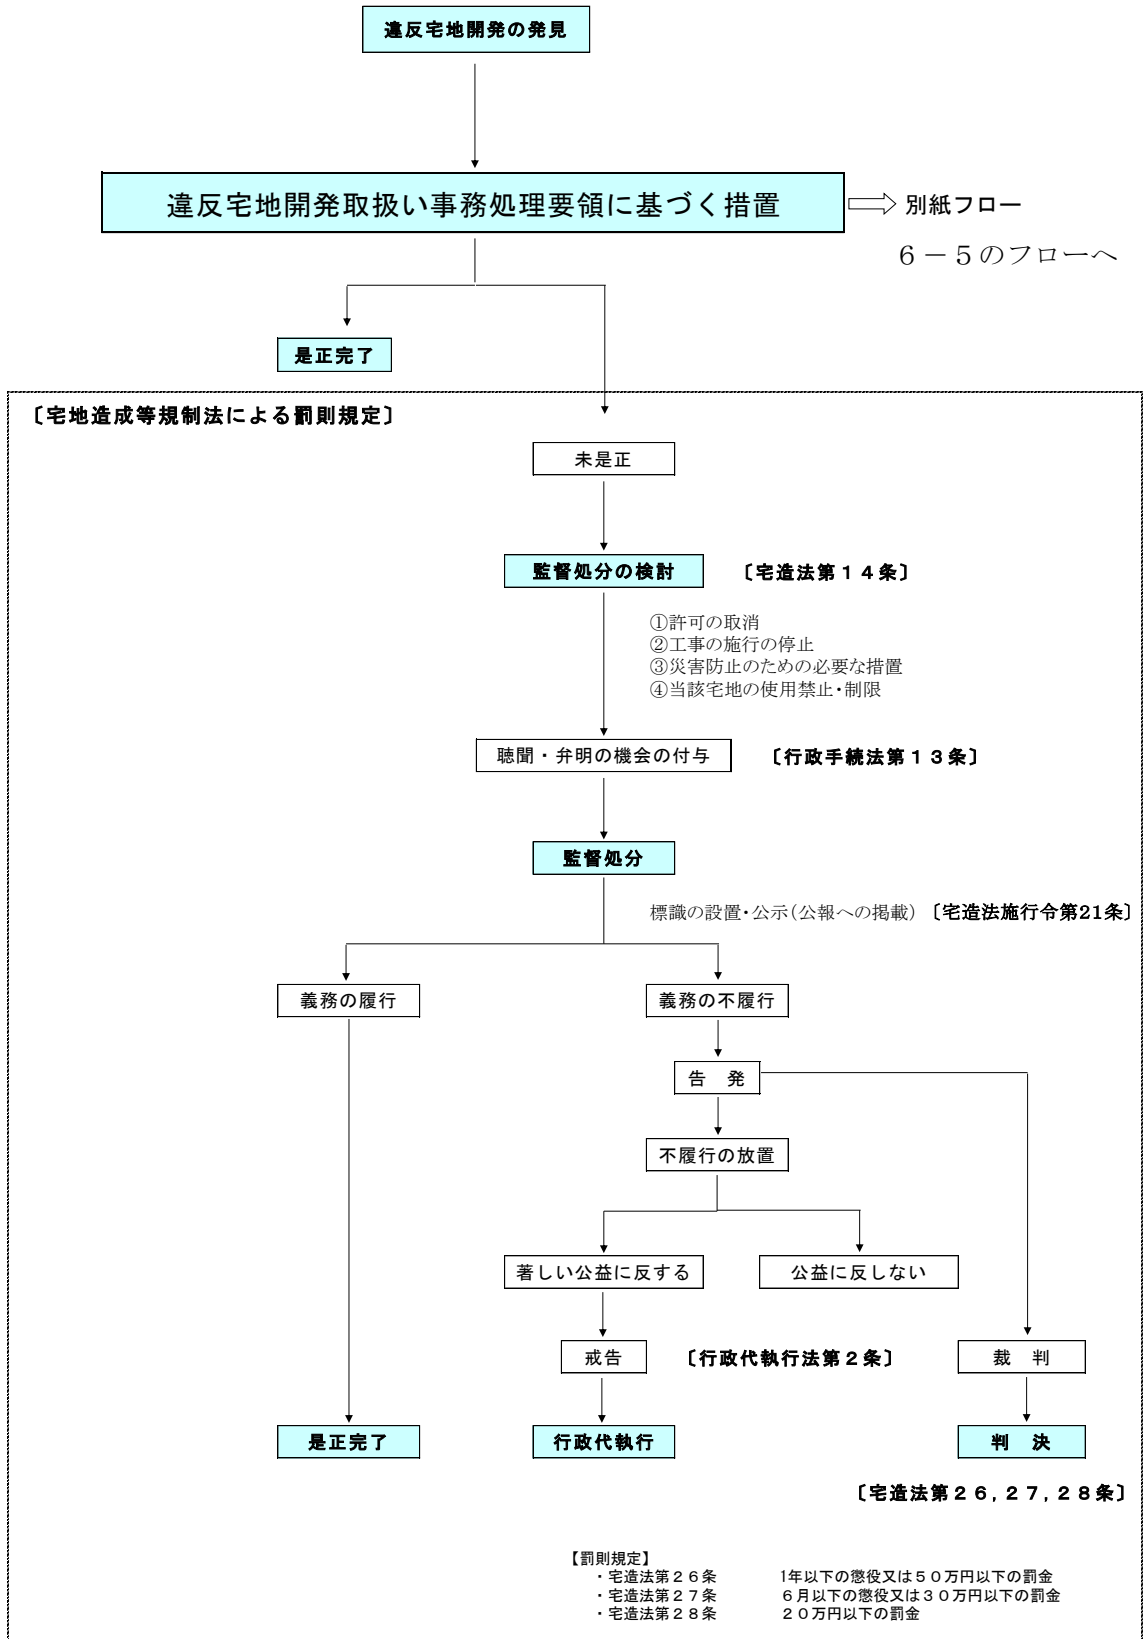 違反宅地開発の発見
違反宅地開発取扱い事務処理要領に基づく措置
別紙フロー
６－５のフローへ
是正完了
〔宅地造成等規制法による罰則規定〕
未是正
監督処分の検討 〔宅造法第１４条〕
①許可の取消
②工事の施行の停止
③災害防止のための必要な措置
④当該宅地の使用禁止・制限
聴聞・弁明の機会の付与 〔行政手続法第１３条〕
監督処分
標識の設置・公示（公報への掲載） 〔宅造法施行令第21条〕
義務の履行 義務の不履行
告　発
不履行の放置
著しい公益に反する 公益に反しない
戒告 〔行政代執行法第２条〕 裁　判
是正完了 行政代執行 判　決
〔宅造法第２６，２７，２８条〕
【罰則規定】
・宅造法第２６条 1年以下の懲役又は５０万円以下の罰金
・宅造法第２７条 ６月以下の懲役又は３０万円以下の罰金
・宅造法第２８条 ２０万円以下の罰金